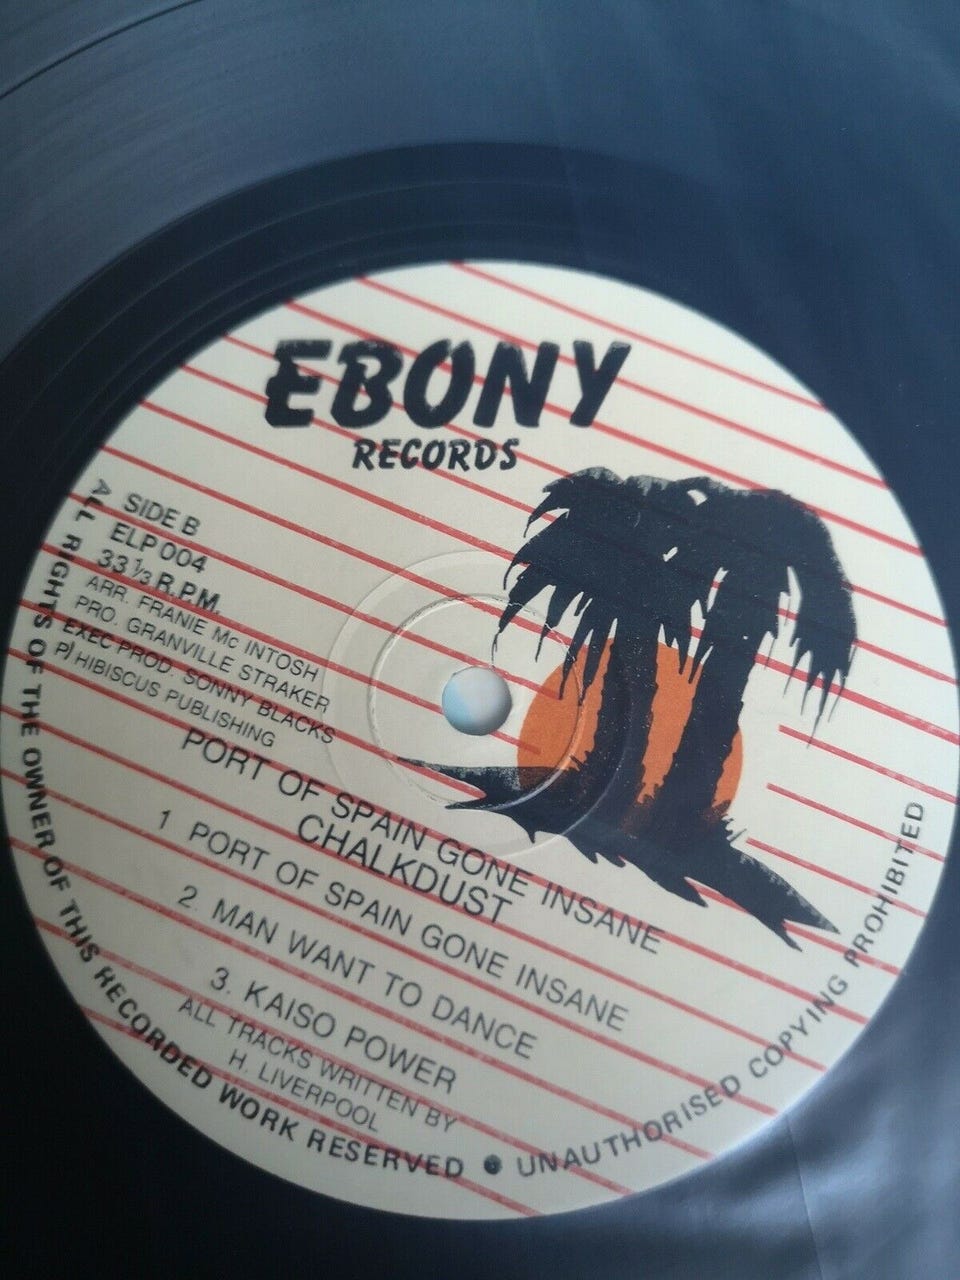 EBONY
RECORDS
SIDE B
ELP 004
33 1/3 R.P.M.
ARR. FRANIE Mc INTOSH
PRO. GRANVILLE STRAKER
EXEC PROD. SONNY BLACKS
P) HIBISCUS PUBLISHING
PORT OF SPAIN GONE INSANE
CHALKDUST
1 PORT OF SPAIN GONE INSANE
2 MAN WANT TO DANCE
3. KAISO POWER
ALL TRACKS WRITTEN BY
H. LIVERPOOL
ALL RIGHTS OF THE OWNER OF THIS RECORDED WORK RESERVED • UNAUTHORISED COPYING PROHIBITED